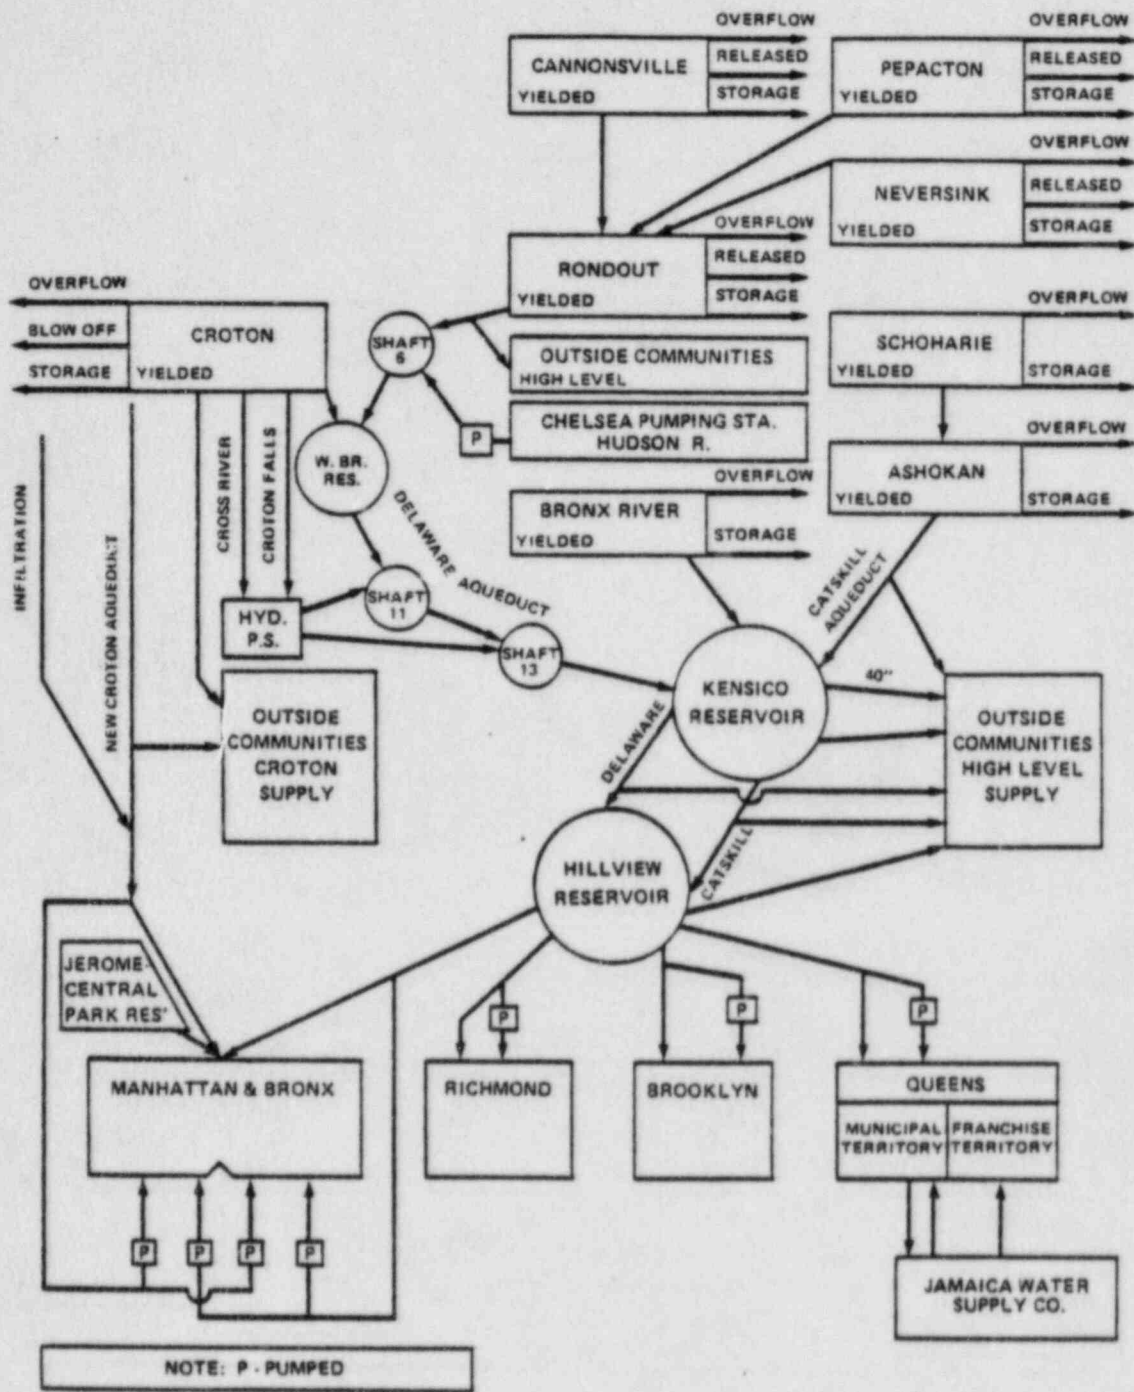 OVERFLOW
CANNONSVILLE
RELEASED
YIELDED
STORAGE
OVERFLOW
PEPACTON
RELEASED
YIELDED
STORAGE
OVERFLOW
NEVERSINK
RELEASED
YIELDED
STORAGE
OVERFLOW
RONDOUT
RELEASED
YIELDED
STORAGE
OVERFLOW
BLOW OFF
CROTON
STORAGE
YIELDED
SHAFT
6
OUTSIDE COMMUNITIES
HIGH LEVEL
OVERFLOW
SCHOHARIE
YIELDED
STORAGE
P
CHELSEA PUMPING STA.
HUDSON R.
W. BR.
RES.
OVERFLOW
BRONX RIVER
YIELDED
STORAGE
OVERFLOW
ASHOKAN
YIELDED
STORAGE
INFILTRATION
NEW CROTON AQUEDUCT
CROSS RIVER
CROTON FALLS
DELAWARE AQUEDUCT
CATSKILL
AQUEDUCT
HYD.
P.S.
SHAFT
11
SHAFT
13
KENSICO
RESERVOIR
40"
OUTSIDE
COMMUNITIES
CROTON
SUPPLY
OUTSIDE
COMMUNITIES
HIGH LEVEL
SUPPLY
DELAWARE
CATSKILL
HILLVIEW
RESERVOIR
JEROME-
CENTRAL
PARK RES'
P
P
P
MANHATTAN & BRONX
RICHMOND
BROOKLYN
QUEENS
MUNICIPAL
TERRITORY
FRANCHISE
TERRITORY
P
P
P
P
JAMAICA WATER
SUPPLY CO.
NOTE: P - PUMPED